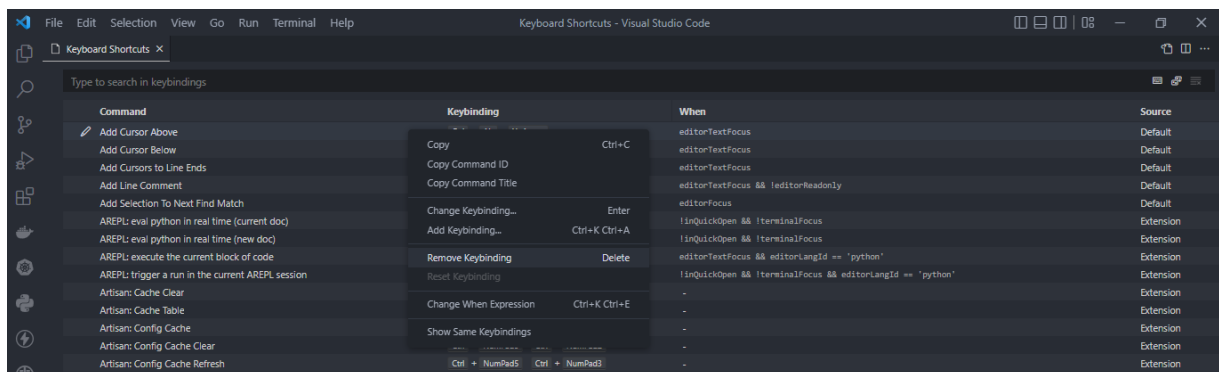 File Edit Selection View Go Run Terminal Help Keyboard Shortcuts - Visual Studio Code
Keyboard Shortcuts
Type to search in keybindings
Command Keybinding When Source
Add Cursor Above editorTextFocus Default
Add Cursor Below editorTextFocus Default
Add Cursors to Line Ends editorTextFocus Default
Add Line Comment editorTextFocus && !editorReadonly Default
Add Selection To Next Find Match editorFocus Default
AREPL: eval python in real time (current doc) !inQuickOpen && !terminalFocus Extension
AREPL: eval python in real time (new doc) !inQuickOpen && !terminalFocus Extension
AREPL: execute the current block of code editorTextFocus && editorLangId == 'python' Extension
AREPL: trigger a run in the current AREPL session !inQuickOpen && !terminalFocus && editorLangId == 'python' Extension
Artisan: Cache Clear - Extension
Artisan: Cache Table - Extension
Artisan: Config Cache - Extension
Artisan: Config Cache Clear - Extension
Artisan: Config Cache Refresh Ctrl + NumPad5 Ctrl + NumPad3 - Extension
Copy Ctrl+C
Copy Command ID
Copy Command Title
Change Keybinding... Enter
Add Keybinding... Ctrl+K Ctrl+A
Remove Keybinding Delete
Reset Keybinding
Change When Expression Ctrl+K Ctrl+E
Show Same Keybindings